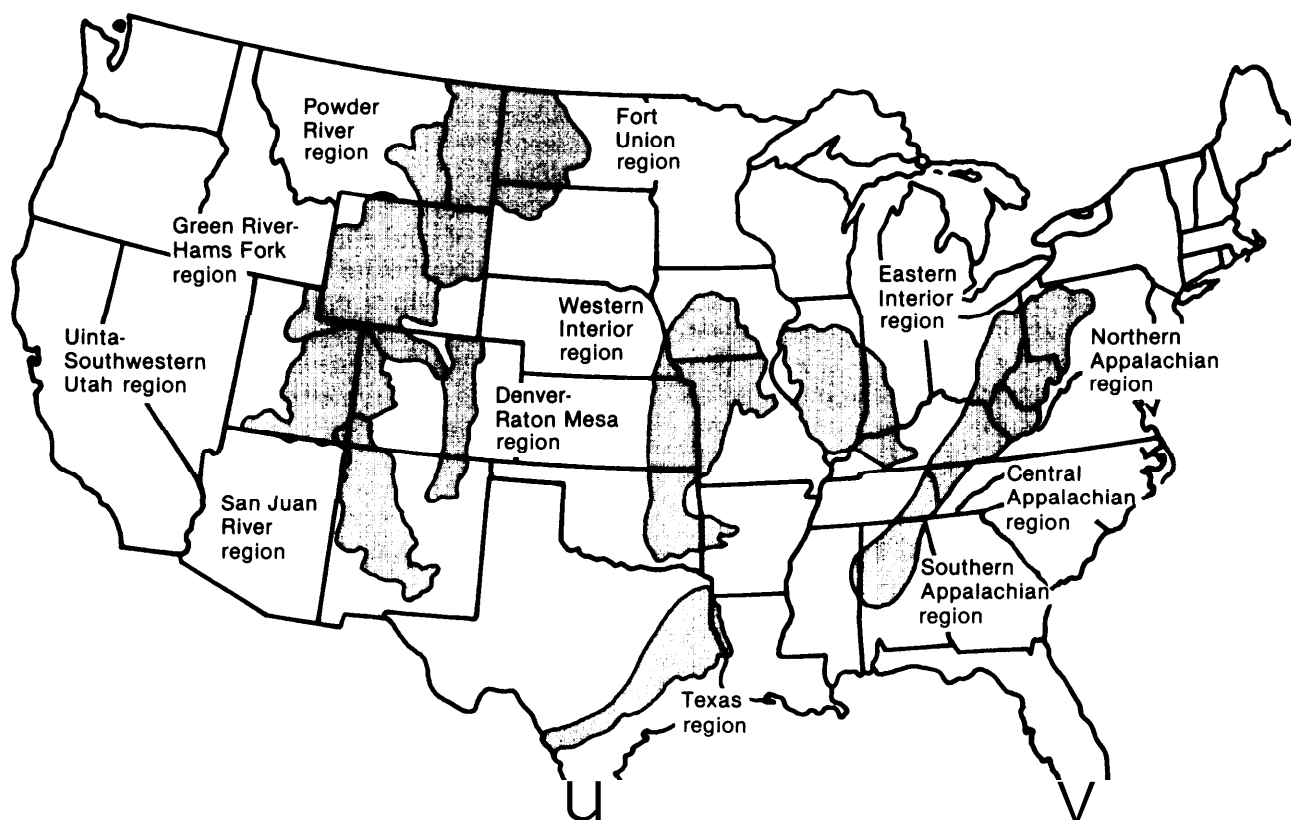 Powder
River
region
Fort
Union
region
Green River-
Hams Fork
region
Eastern
Interior
region
Western
Interior
region
Uinta-
Southwestern
Utah region
Northern
Appalachian
region
Denver-
Raton Mesa
region
San Juan
River
region
Central
Appalachian
region
Southern
Appalachian
region
Texas
region